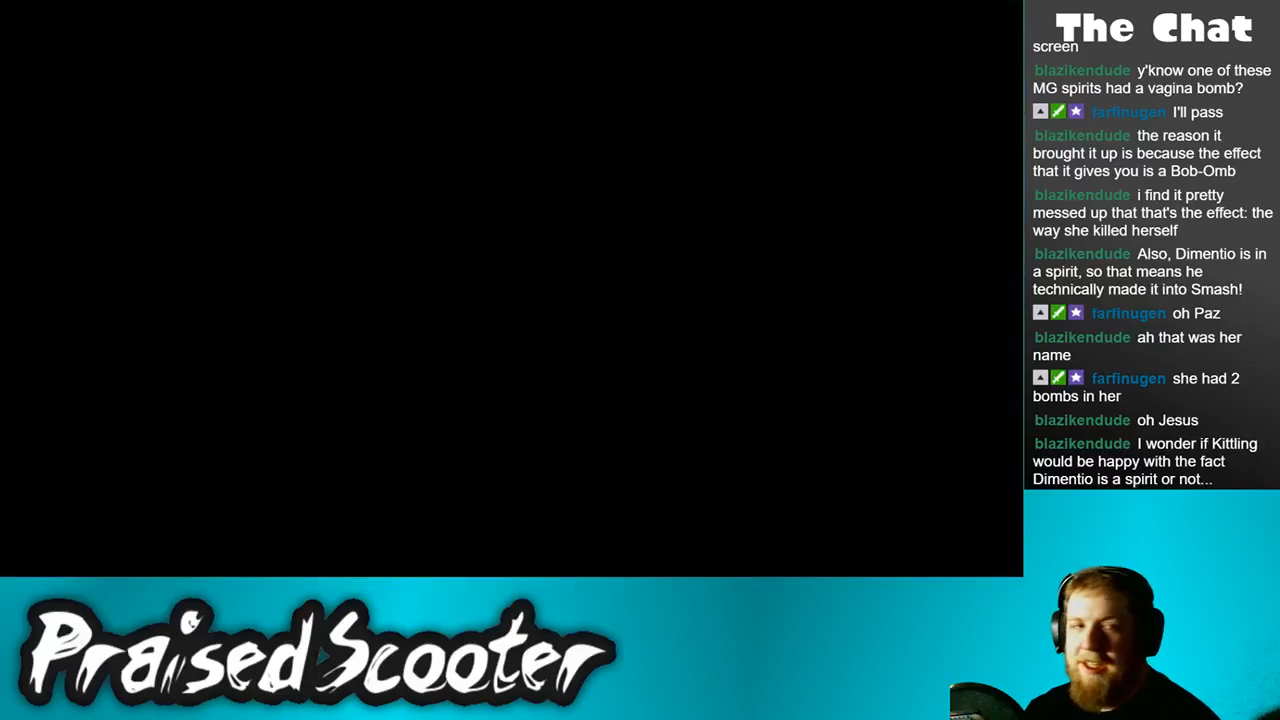 The Chat
screen
blazikendude y'know one of these
MG spirits had a vagina bomb?
farfinugen I'll pass
blazikendude the reason it
brought it up is because the effect
that it gives you is a Bob-Omb
blazikendude i find it pretty
messed up that that's the effect: the
way she killed herself
blazikendude Also, Dimentio is in
a spirit, so that means he
technically made it into Smash!
farfinugen oh Paz
blazikendude ah that was her
name
farfinugen she had 2
bombs in her
blazikendude oh Jesus
blazikendude I wonder if Kittling
would be happy with the fact
Dimentio is a spirit or not...
PraisedScooter